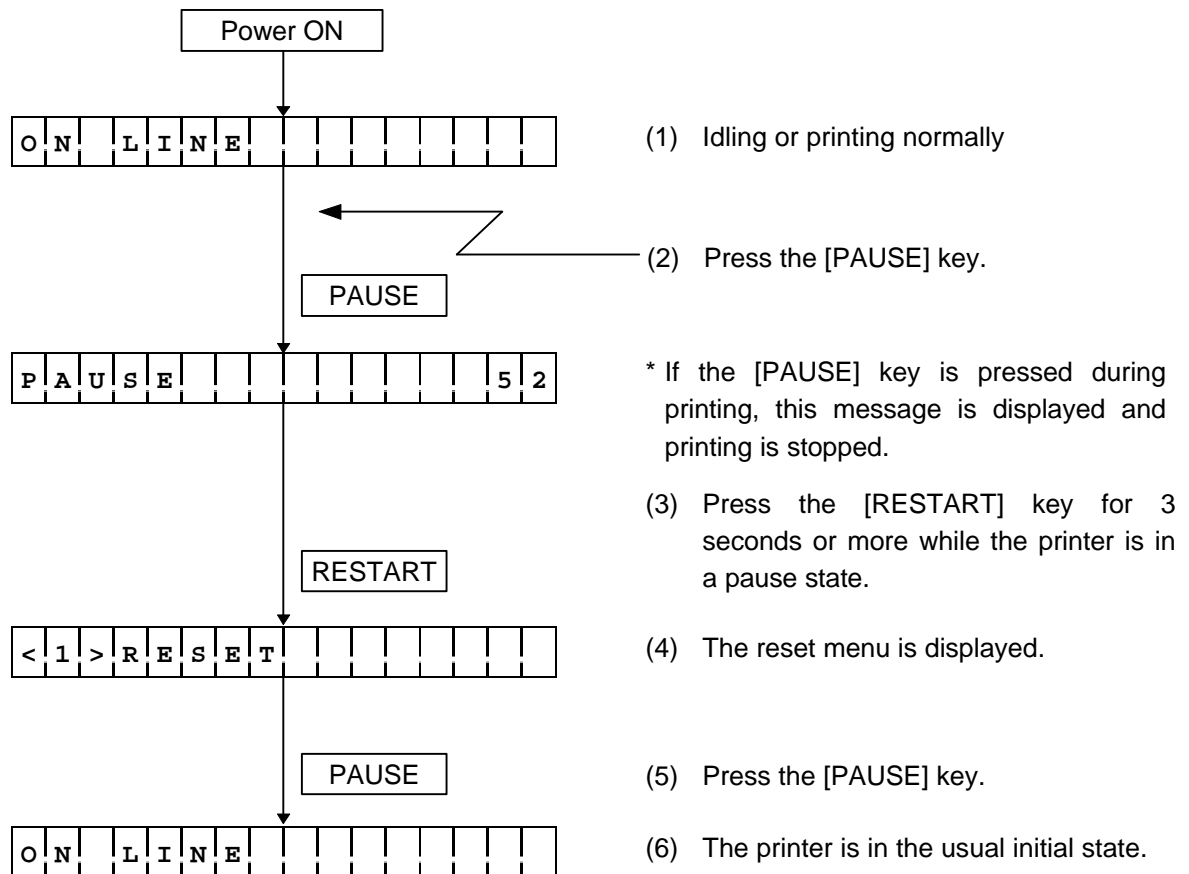 Power ON
ON LINE
(1) Idling or printing normally
(2) Press the [PAUSE] key.
PAUSE
PAUSE 52
* If the [PAUSE] key is pressed during
printing, this message is displayed and
printing is stopped.
(3) Press the [RESTART] key for 3
seconds or more while the printer is in
a pause state.
RESTART
<1>RESET
(4) The reset menu is displayed.
PAUSE
(5) Press the [PAUSE] key.
ON LINE
(6) The printer is in the usual initial state.